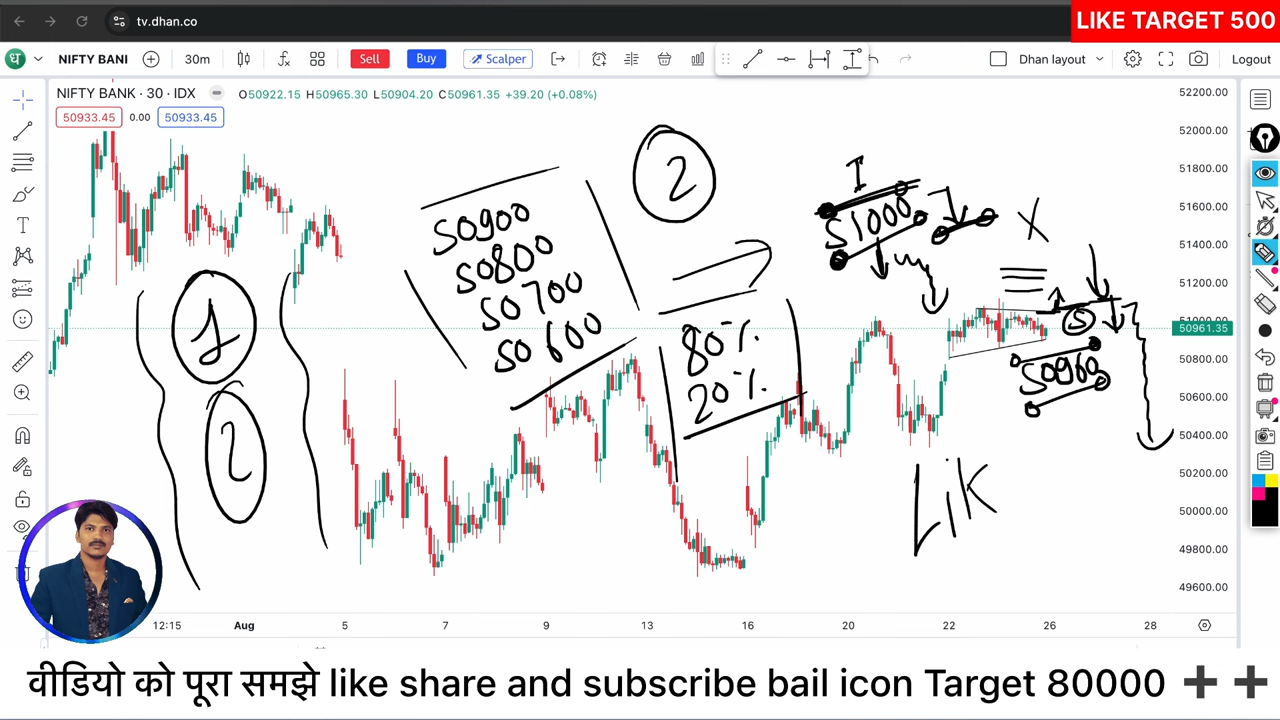 tv.dhan.co
LIKE TARGET 500
NIFTY BANI
30m
Sell
Buy
Scalper
Dhan layout
Logout
NIFTY BANK · 30 · IDX
O50922.15 H50965.30 L50904.20 C50961.35 +39.20 (+0.08%)
50933.45 0.00 50933.45
52200.00
52000.00
51800.00
51600.00
51400.00
51200.00
50961.35
50800.00
50600.00
50400.00
50200.00
50000.00
49800.00
49600.00
2
I
51000
X
50900
50800
50700
50600
80%
20%
S
50960
1
2
Lik
12:15 Aug 5 7 9 13 16 20 22 26 28
वीडियो को पूरा समझे like share and subscribe bail icon Target 80000 ++